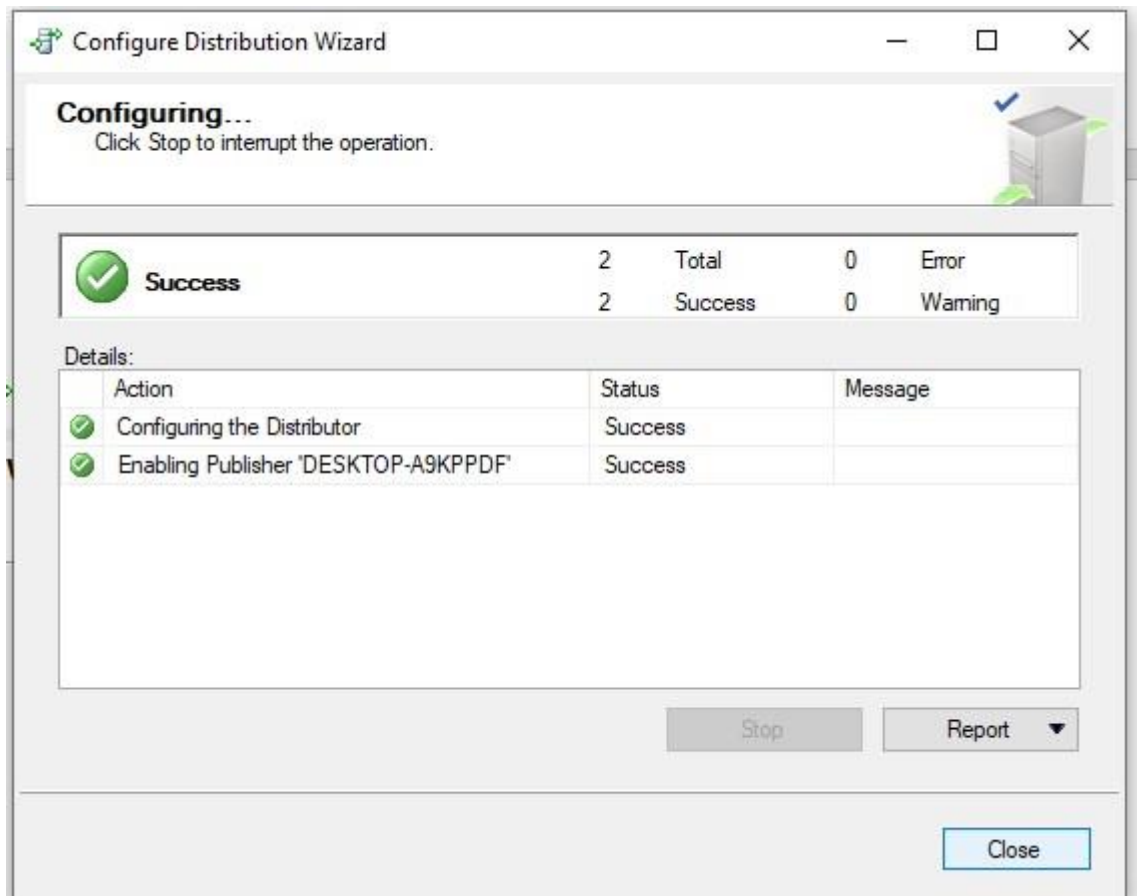 Configure Distribution Wizard
Configuring...
Click Stop to interrupt the operation.
Success 2 Total 0 Error
2 Success 0 Warning
Details:
Action Status Message
Configuring the Distributor Success
Enabling Publisher 'DESKTOP-A9KPPDF' Success
Stop Report
Close